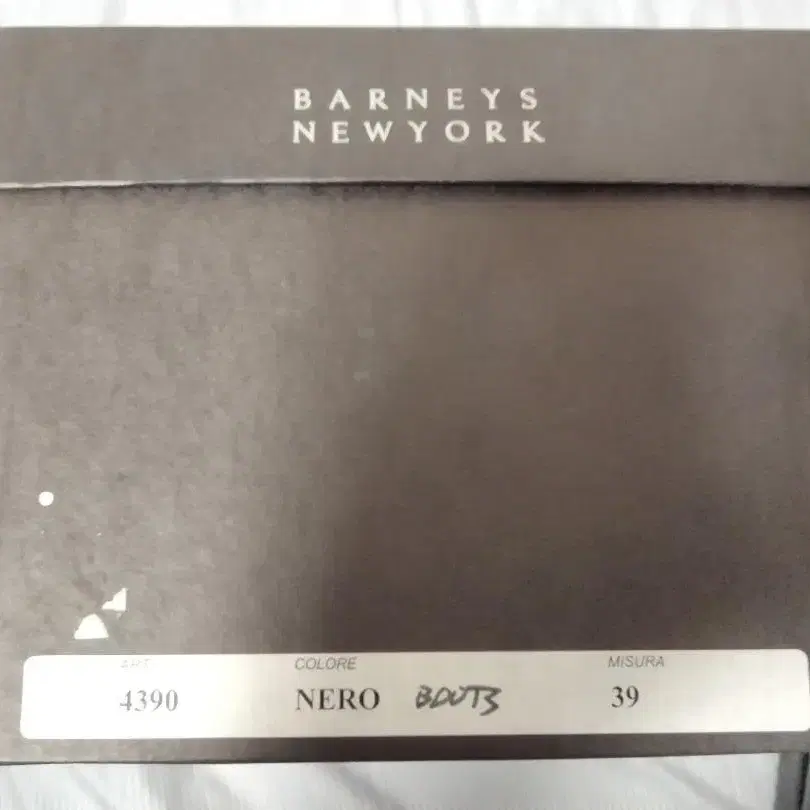 BARNEYS
NEWYORK
ART. COLORE MISURA
4390 NERO BOOTS 39